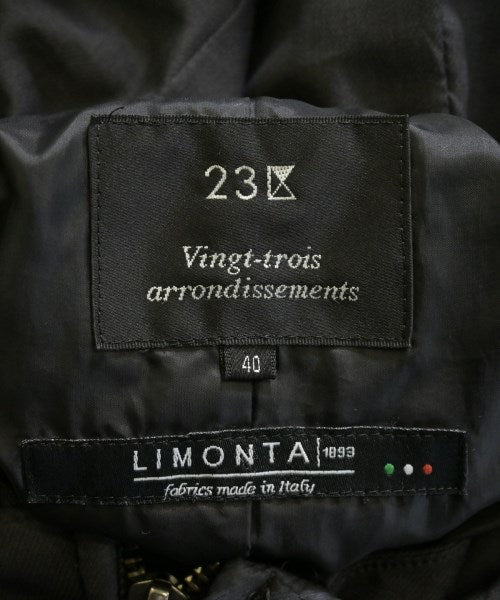 23区
Vingt-trois
arrondissements
40
LIMONTA 1893
fabrics made in Italy